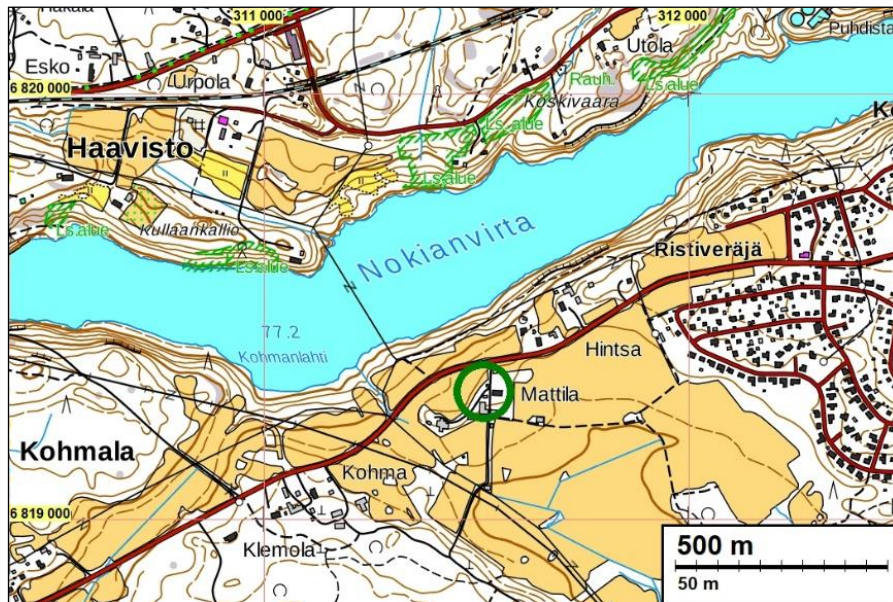 311 000
312 000
Hakala
Puhdista
Utola
Esko
Urpola
Rauh.
Ls.alue
6 820 000
Koskivaara
Ls.alue
K
Haavisto
Ls.alue
Ls.alue
Kullaankallio
Nokianvirta
Ristiveräjä
Ls.alue
77.2
Kohmanlahti
Hintsa
Mattila
Kohmala
Kohma
6 819 000
Klemola
500 m
50 m